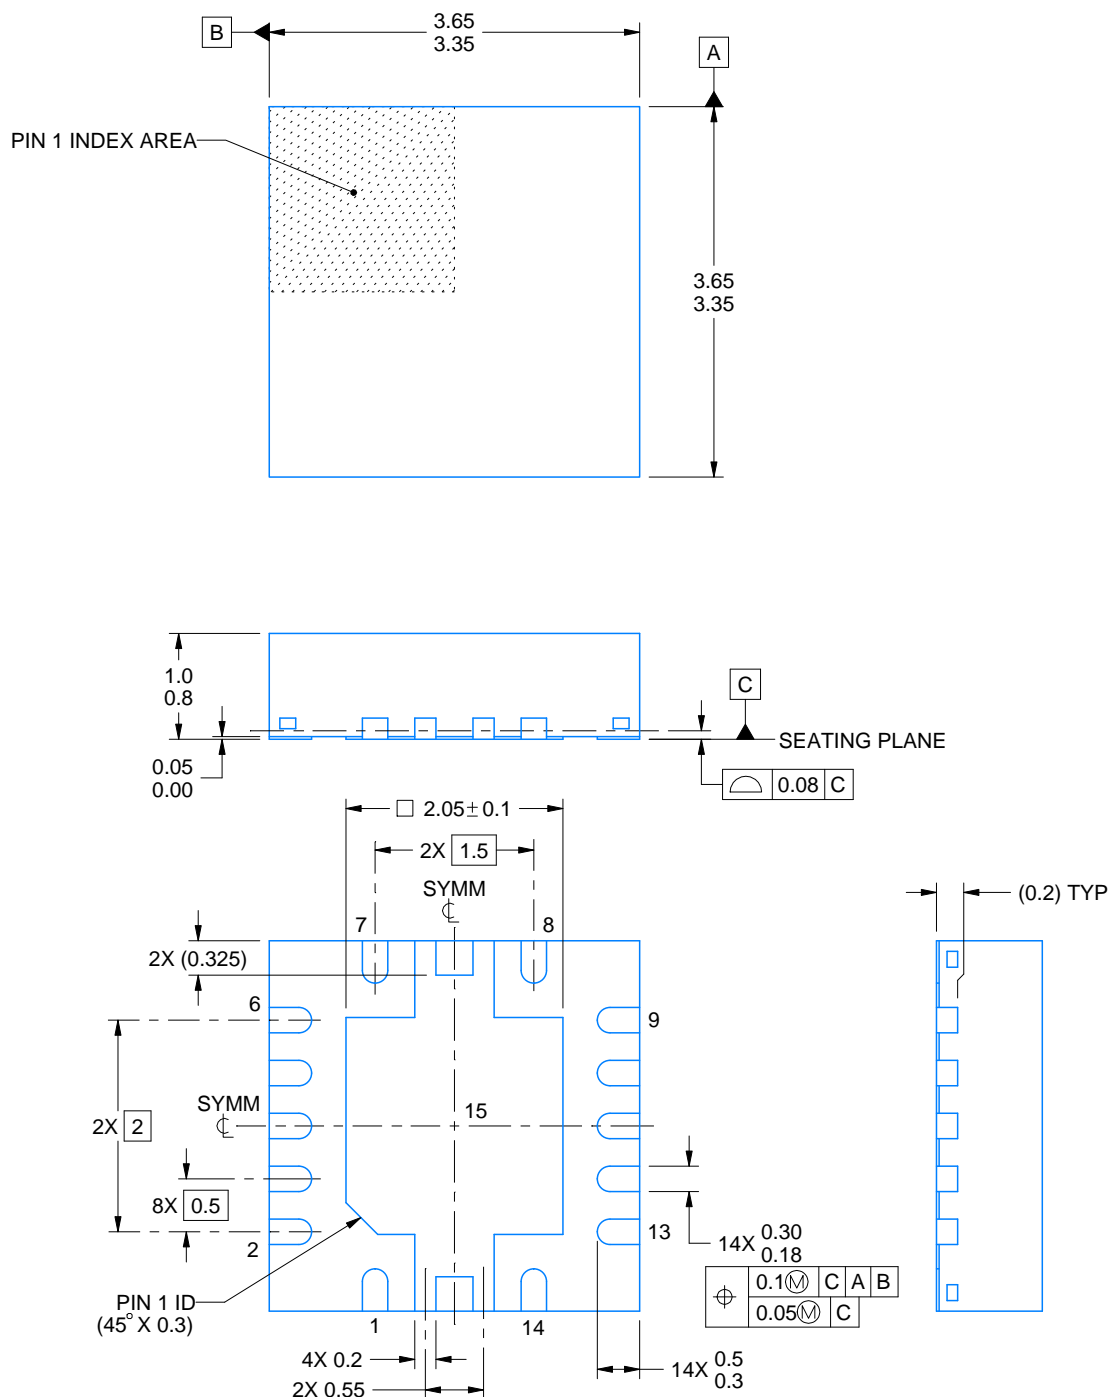 B
3.65
3.35
A
PIN 1 INDEX AREA
3.65
3.35
1.0
0.8
C
SEATING PLANE
0.05
0.00
0.08 C
2.05± 0.1
2X 1.5
SYMM
℄
(0.2) TYP
7
8
2X (0.325)
6
9
SYMM
℄
15
2X 2
8X 0.5
2
13
14X 0.30
0.18
0.1Ⓜ C A B
0.05Ⓜ C
PIN 1 ID
(45° X 0.3)
1
14
4X 0.2
14X 0.5
0.3
2X 0.55